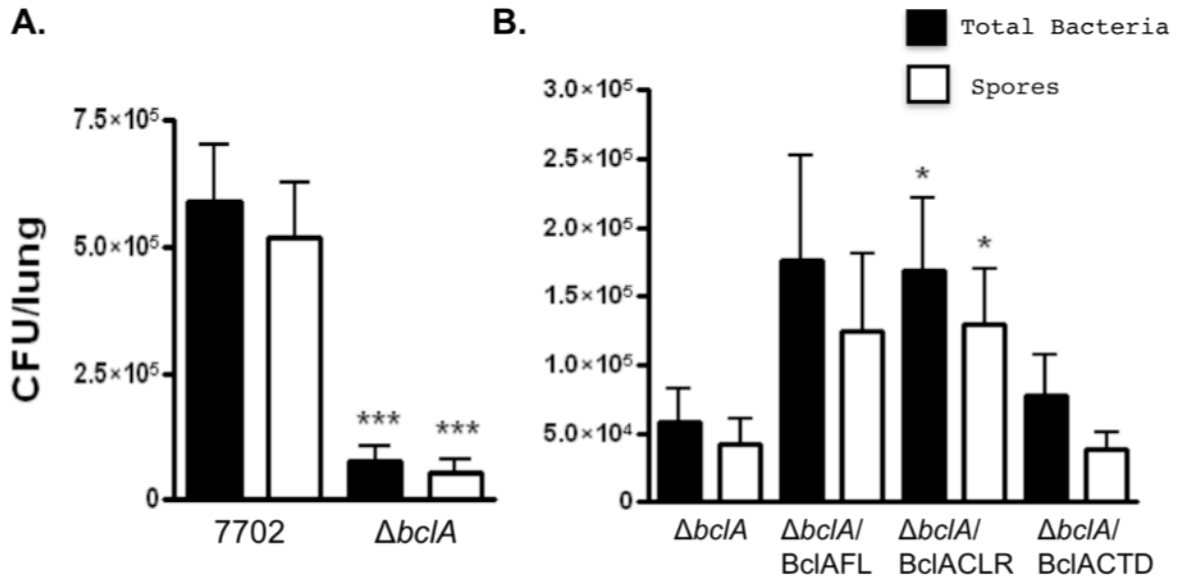 A.
B.
Total Bacteria
Spores
CFU/lung
7.5×10⁵
5.0×10⁵
2.5×10⁵
0
***
***
7702
ΔbclA
3.0×10⁵
2.5×10⁵
2.0×10⁵
1.5×10⁵
1.0×10⁵
5.0×10⁴
0
*
*
ΔbclA
ΔbclA/
BclAFL
ΔbclA/
BclACLR
ΔbclA/
BclACTD